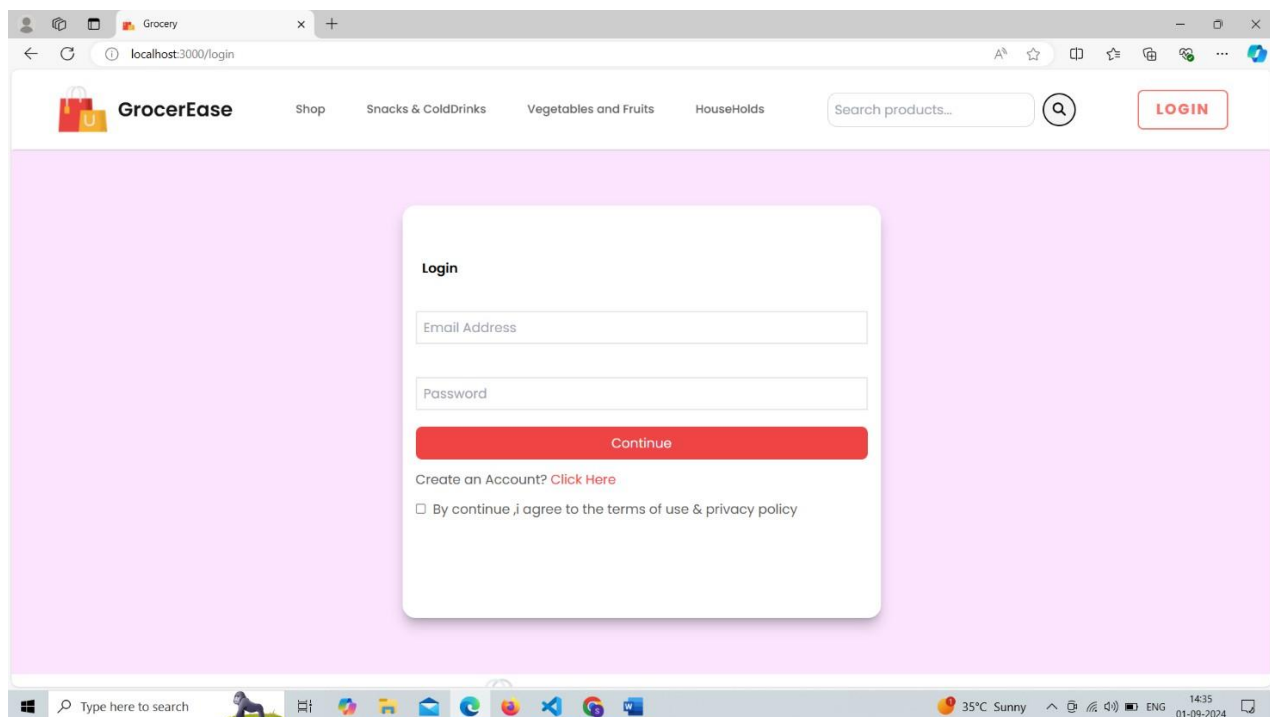 Grocery
localhost:3000/login
GrocerEase Shop Snacks & ColdDrinks Vegetables and Fruits HouseHolds Search products... LOGIN
Login
Email Address
Password
Continue
Create an Account? Click Here
By continue ,i agree to the terms of use & privacy policy
Type here to search 35°C Sunny ENG 14:35
01-09-2024